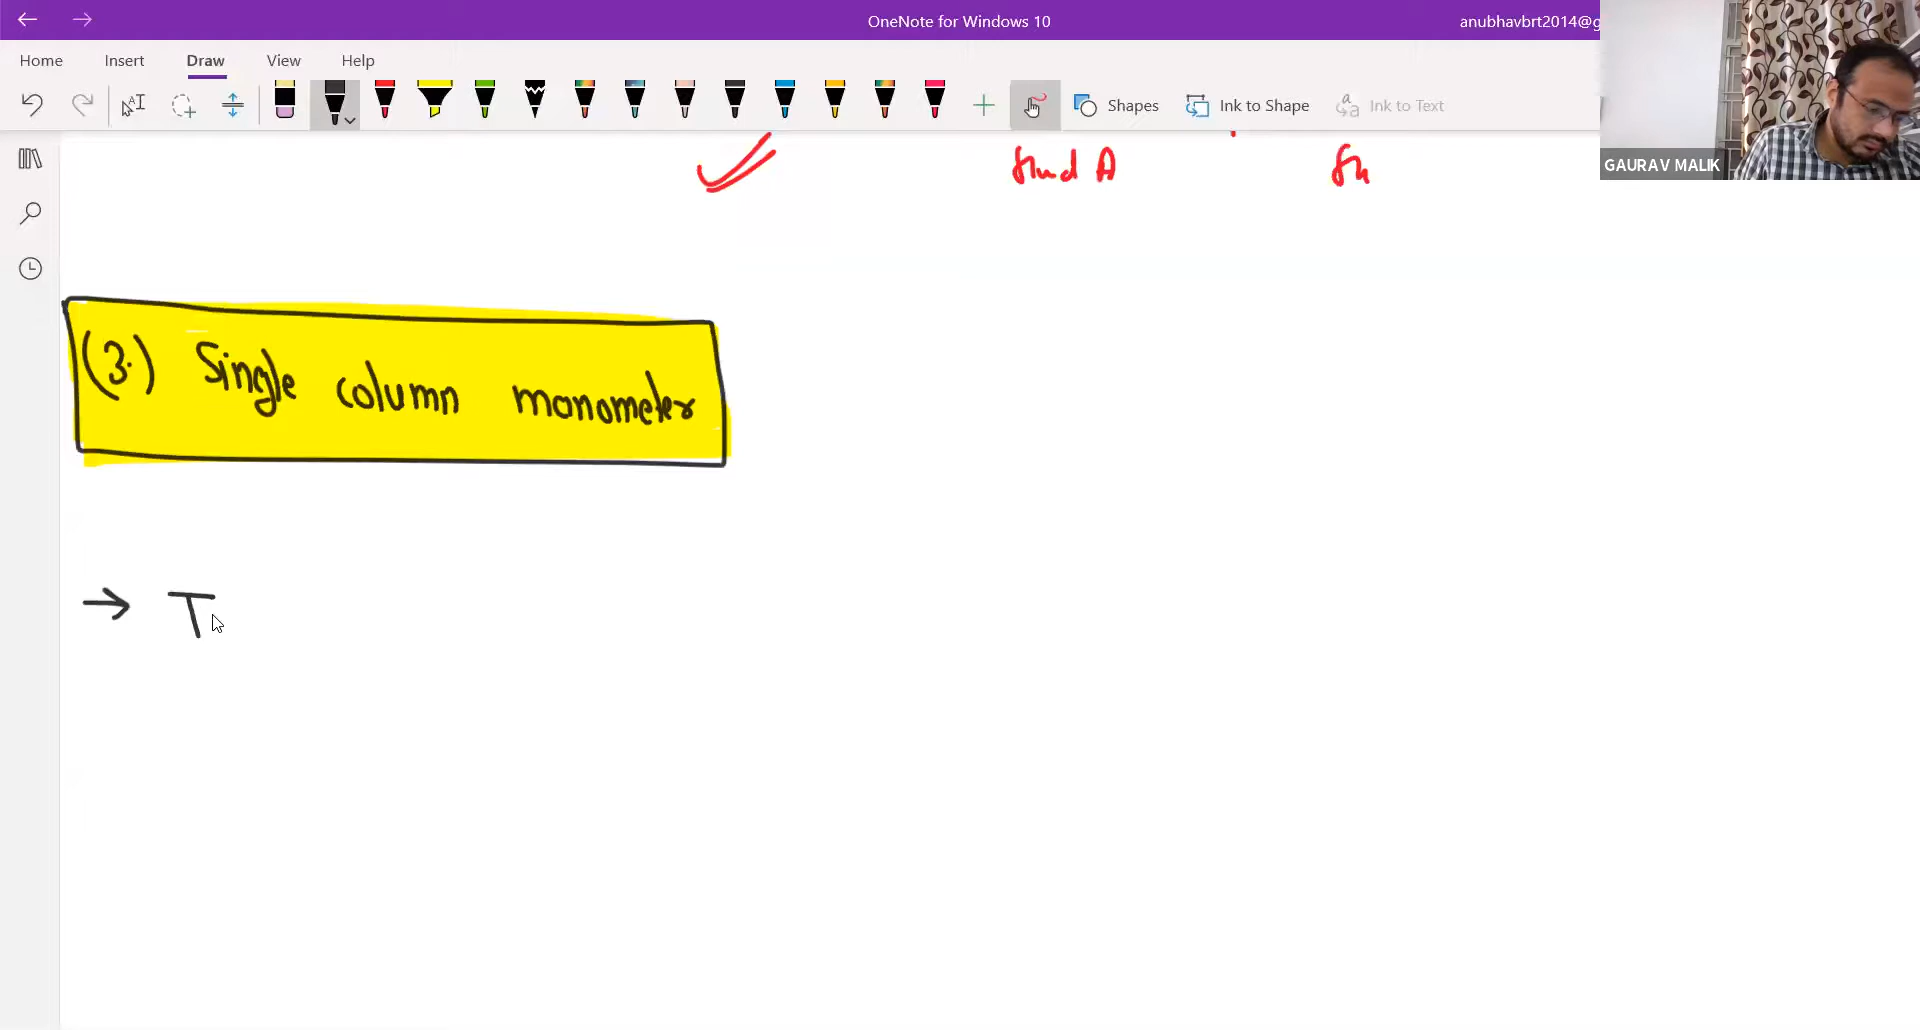 OneNote for Windows 10
anubhavbrt2014@g
Home Insert Draw View Help
Shapes Ink to Shape Ink to Text
GAURAV MALIK
find A
(3.) Single column manometer
→ T